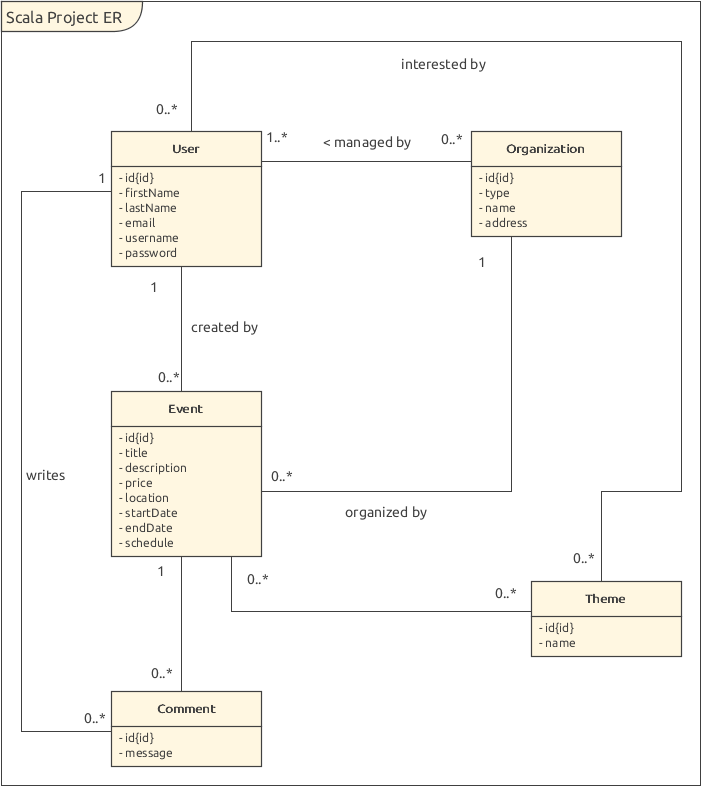 Scala Project ER
interested by
0..*
1..*
< managed by
0..*
User
- id{id}
- firstName
- lastName
- email
- username
- password
Organization
- id{id}
- type
- name
- address
1
1
1
created by
0..*
Event
- id{id}
- title
- description
- price
- location
- startDate
- endDate
- schedule
writes
0..*
organized by
1
0..*
0..*
0..*
Theme
- id{id}
- name
0..*
0..*
Comment
- id{id}
- message